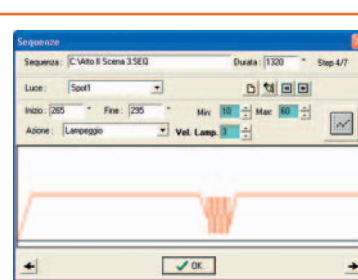 Sequenze
Sequenza: C:\Atto II Scena 3.SEQ Durata: 1320 " Step 4/7
Luce: Spot1
Inizio: 265 " Fine: 295 " Min: 10 Max: 60
Azione: Lampeggio Vel. Lamp. 3
OK